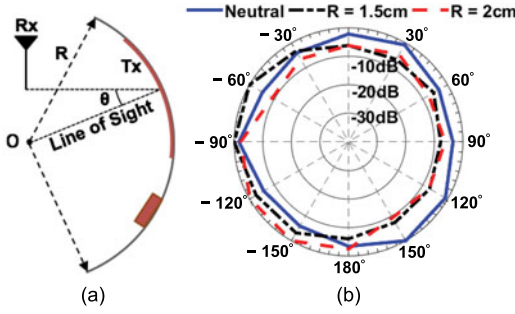 Rx
R
Tx
θ
Line of Sight
O
(a)
Neutral R = 1.5cm R = 2cm
-30° 30°
-60° 60°
-90° 90°
-120° 120°
-150° 150°
180°
-10dB
-20dB
-30dB
(b)